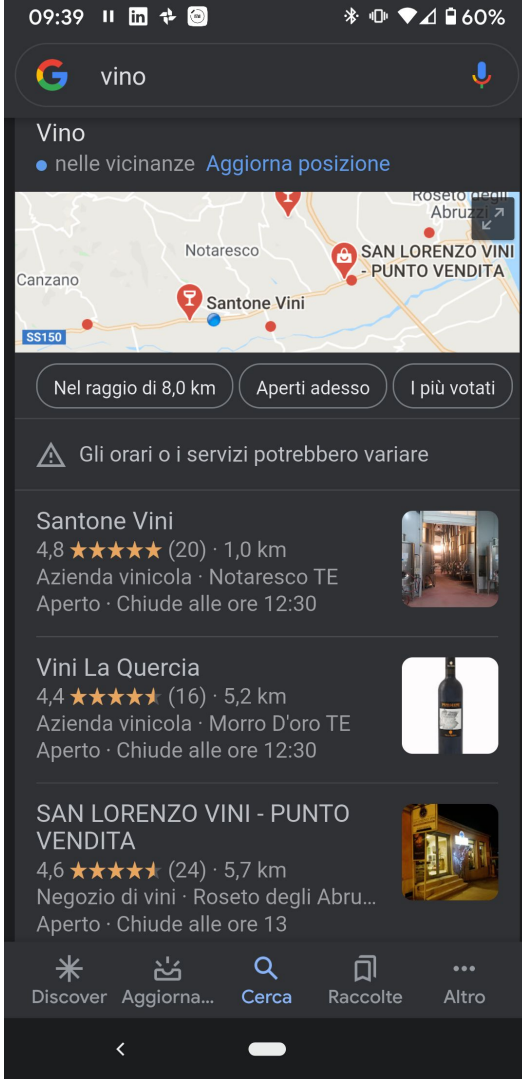 09:39
60%
vino
Vino
nelle vicinanze Aggiorna posizione
Roseto degli
Abruzzi
Notaresco
SAN LORENZO VINI
- PUNTO VENDITA
Canzano
Santone Vini
SS150
Nel raggio di 8,0 km
Aperti adesso
I più votati
Gli orari o i servizi potrebbero variare
Santone Vini
4,8 ★★★★★ (20) · 1,0 km
Azienda vinicola · Notaresco TE
Aperto · Chiude alle ore 12:30
Vini La Quercia
4,4 ★★★★★ (16) · 5,2 km
Azienda vinicola · Morro D'oro TE
Aperto · Chiude alle ore 12:30
SAN LORENZO VINI - PUNTO
VENDITA
4,6 ★★★★★ (24) · 5,7 km
Negozio di vini · Roseto degli Abru...
Aperto · Chiude alle ore 13
Discover Aggiorna... Cerca Raccolte Altro